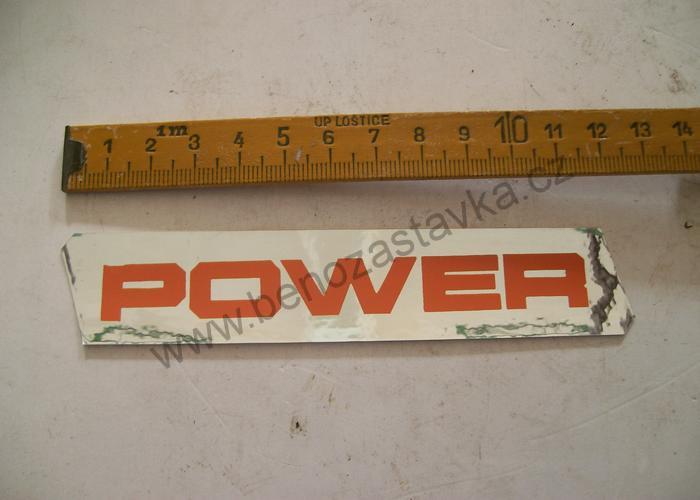 UP LOSTICE
1m
1 2 3 4 5 6 7 8 9 10 11 12 13 14
POWER
www.benozastavka.cz